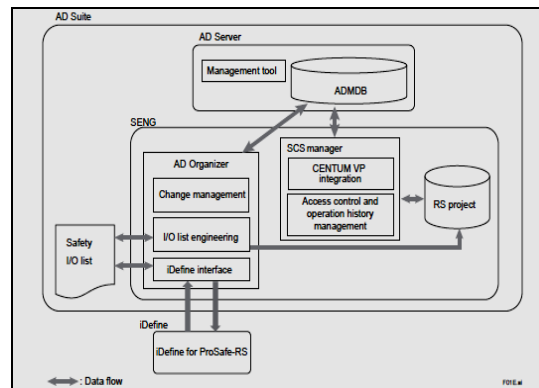 AD Suite
AD Server
Management tool
ADMDB
SENG
AD Organizer
Change management
I/O list engineering
iDefine interface
SCS manager
CENTUM VP
integration
Access control and
operation history
management
RS project
Safety
I/O list
iDefine
iDefine for ProSafe-RS
: Data flow
F01E.ai